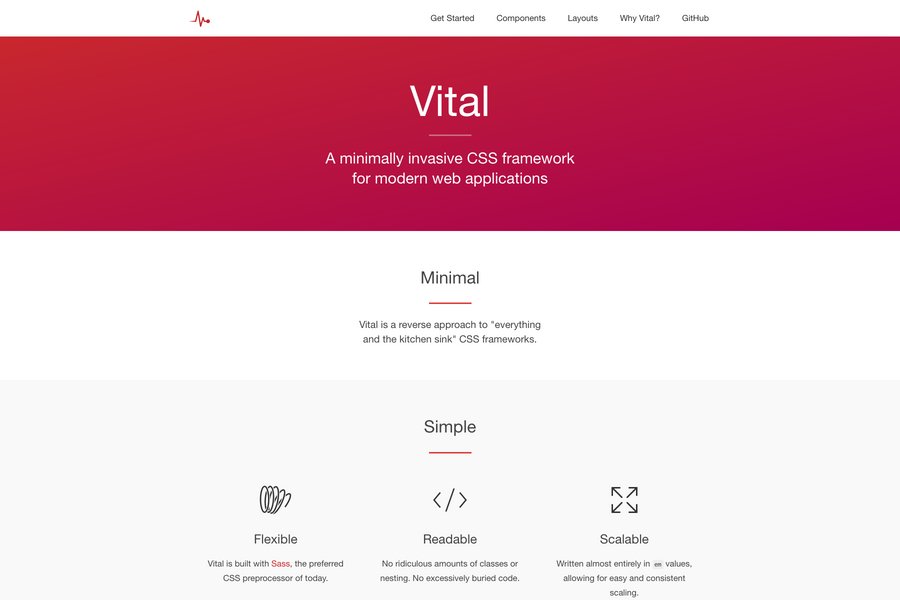 Get Started Components Layouts Why Vital? GitHub
Vital
A minimally invasive CSS framework
for modern web applications
Minimal
Vital is a reverse approach to "everything
and the kitchen sink" CSS frameworks.
Simple
Flexible
Vital is built with Sass, the preferred
CSS preprocessor of today.
Readable
No ridiculous amounts of classes or
nesting. No excessively buried code.
Scalable
Written almost entirely in em values,
allowing for easy and consistent
scaling.